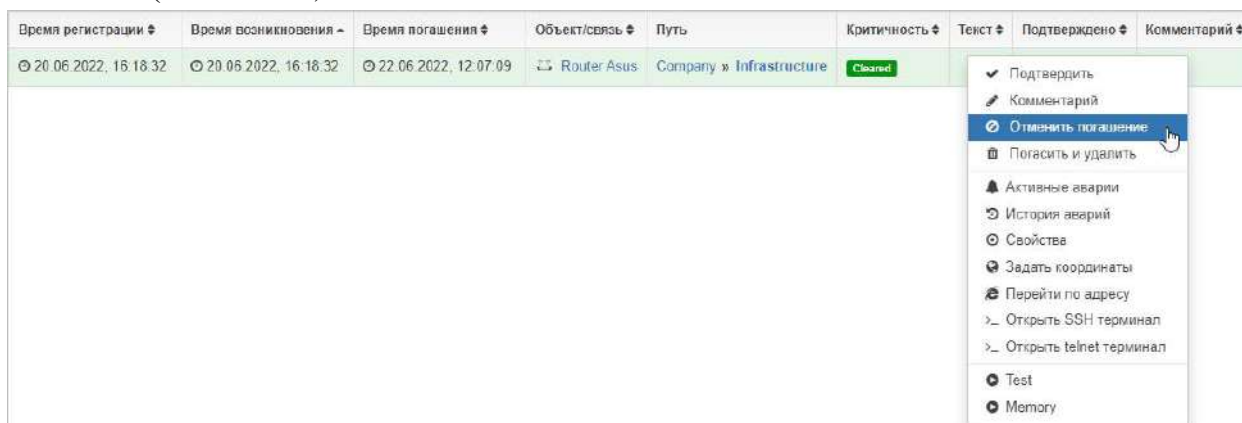 Время регистрации Время возникновения Время погашения Объект/связь Путь Критичность Текст Подтверждено Комментарий
20.06.2022, 16:18:32 20.06.2022, 16:18:32 22.06.2022, 12:07:09 Router Asus Company » Infrastructure Cleared
Подтвердить
Комментарий
Отменить погашение
Погасить и удалить
Активные аварии
История аварий
Свойства
Задать координаты
Перейти по адресу
>_ Открыть SSH терминал
>_ Открыть telnet терминал
Test
Memory